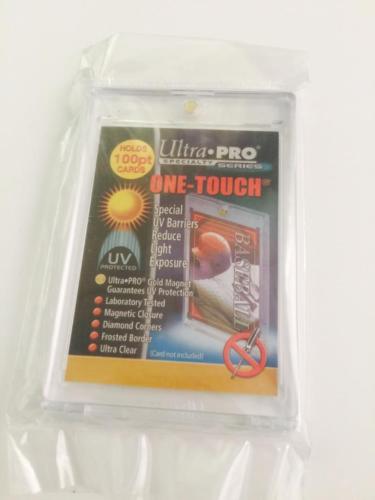 HOLDS
100pt
CARDS
Ultra•PRO®
SPECIALTY SERIES
ONE-TOUCH
Special
UV Barriers
Reduce
Light
Exposure
UV
PROTECTED
Ultra•PRO® Gold Magnet
Guarantees UV Protection
Laboratory Tested
Magnetic Closure
Diamond Corners
Frosted Border
Ultra Clear
BASEBALL
(Card not included)